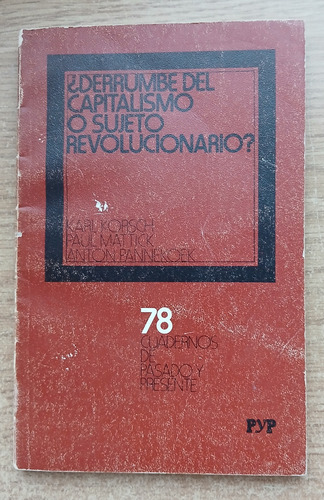 ¿DERRUMBE DEL
CAPITALISMO
O SUJETO
REVOLUCIONARIO?
KARL KORSCH
PAUL MATTICK
ANTON PANNEKOEK
78
CUADERNOS
DE
PASADO Y
PRESENTE
PYP